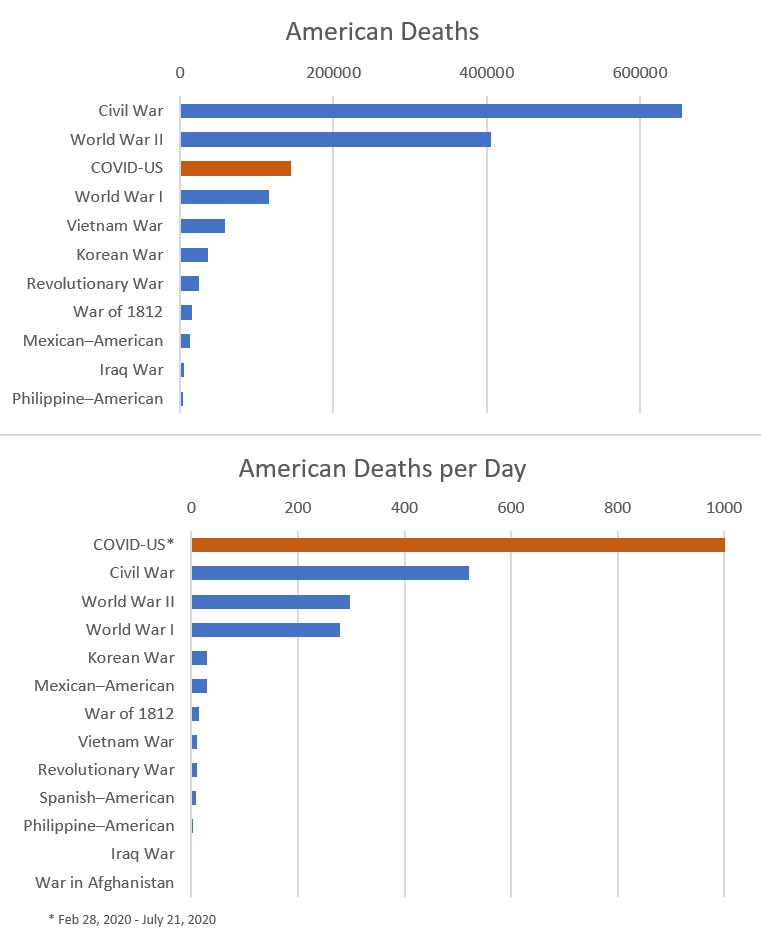 American Deaths
0 200000 400000 600000
Civil War
World War II
COVID-US
World War I
Vietnam War
Korean War
Revolutionary War
War of 1812
Mexican–American
Iraq War
Philippine–American
American Deaths per Day
0 200 400 600 800 1000
COVID-US*
Civil War
World War II
World War I
Korean War
Mexican–American
War of 1812
Vietnam War
Revolutionary War
Spanish–American
Philippine–American
Iraq War
War in Afghanistan
* Feb 28, 2020 - July 21, 2020